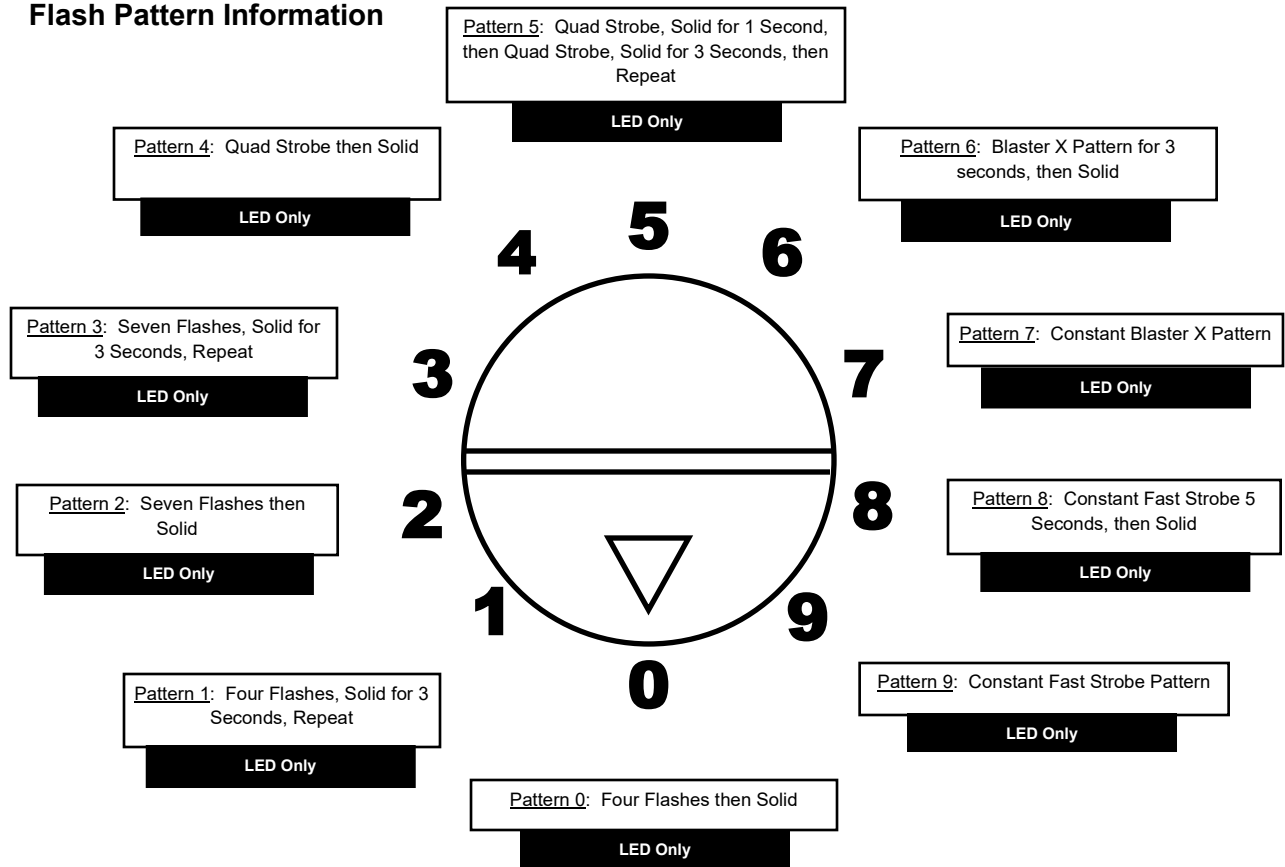 Flash Pattern Information
Pattern 5: Quad Strobe, Solid for 1 Second,
then Quad Strobe, Solid for 3 Seconds, then
Repeat
LED Only
Pattern 4: Quad Strobe then Solid
LED Only
Pattern 6: Blaster X Pattern for 3
seconds, then Solid
LED Only
5
4
6
Pattern 3: Seven Flashes, Solid for
3 Seconds, Repeat
LED Only
3
7
Pattern 7: Constant Blaster X Pattern
LED Only
Pattern 2: Seven Flashes then
Solid
LED Only
2
8
Pattern 8: Constant Fast Strobe 5
Seconds, then Solid
LED Only
1
9
0
Pattern 1: Four Flashes, Solid for 3
Seconds, Repeat
LED Only
Pattern 9: Constant Fast Strobe Pattern
LED Only
Pattern 0: Four Flashes then Solid
LED Only